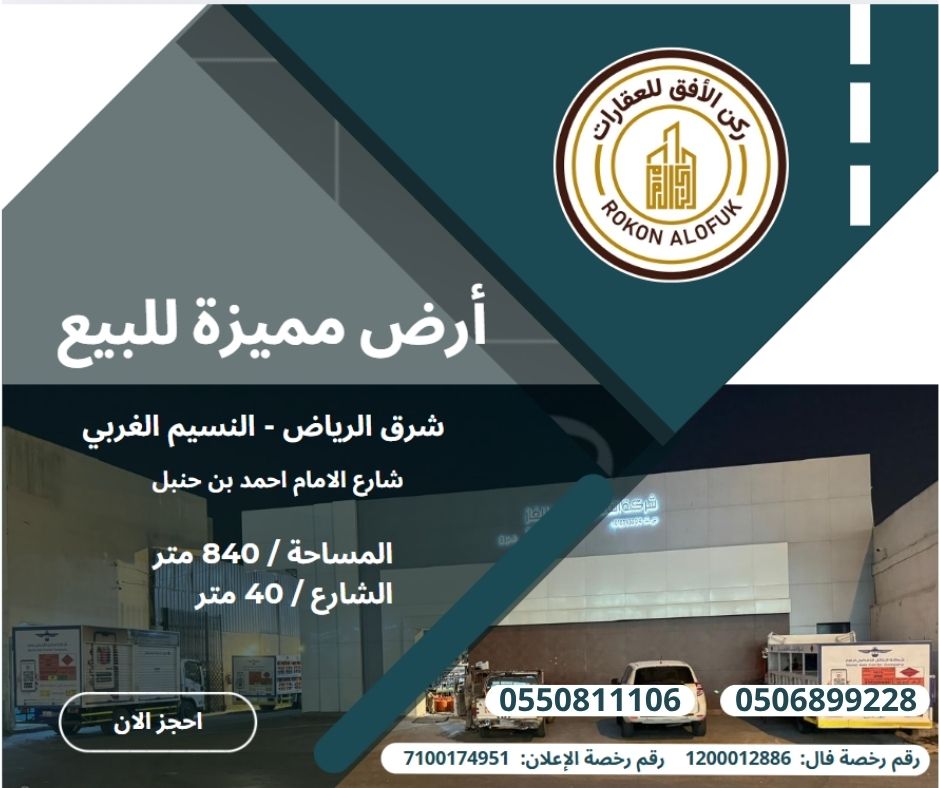 ركن الأفق للعقارات
ROKON ALOFUK
أرض مميزة للبيع
شرق الرياض - النسيم الغربي
شارع الامام احمد بن حنبل
المساحة / 840 متر
الشارع / 40 متر
شركة
احجز الان
0550811106
0506899228
رقم رخصة فال: 1200012886
رقم رخصة الإعلان: 7100174951